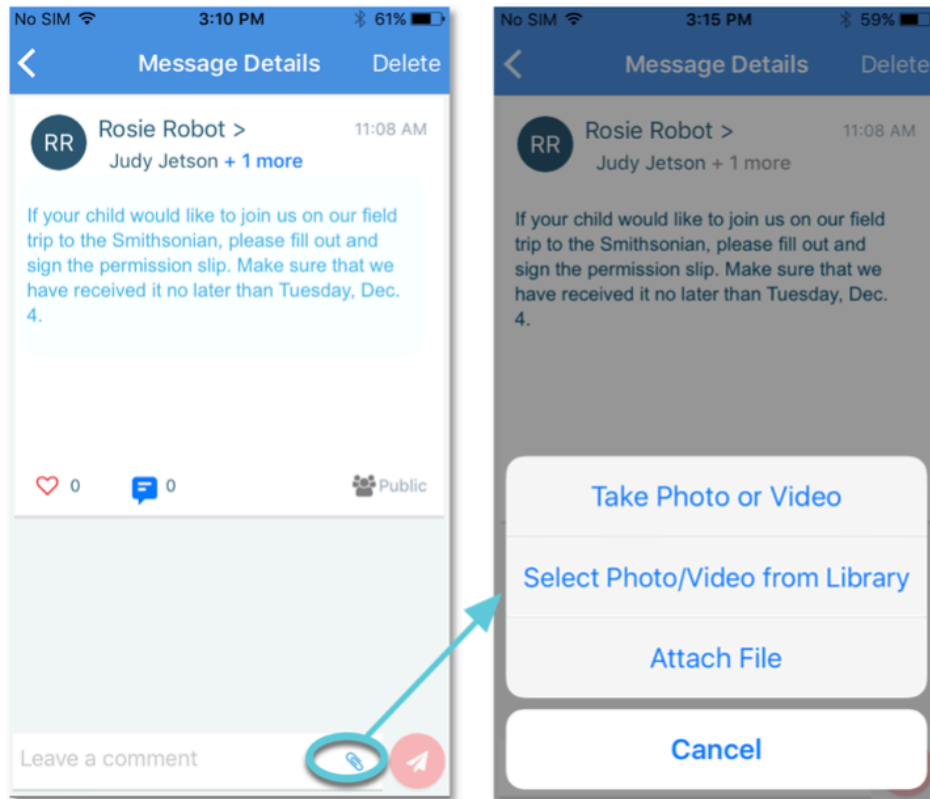 No SIM 3:10 PM 61%
Message Details Delete
RR Rosie Robot > 11:08 AM
Judy Jetson + 1 more
If your child would like to join us on our field
trip to the Smithsonian, please fill out and
sign the permission slip. Make sure that we
have received it no later than Tuesday, Dec.
4.
0 0 Public
Leave a comment
No SIM 3:15 PM 59%
Message Details Delete
RR Rosie Robot > 11:08 AM
Judy Jetson + 1 more
If your child would like to join us on our field
trip to the Smithsonian, please fill out and
sign the permission slip. Make sure that we
have received it no later than Tuesday, Dec.
4.
Take Photo or Video
Select Photo/Video from Library
Attach File
Cancel